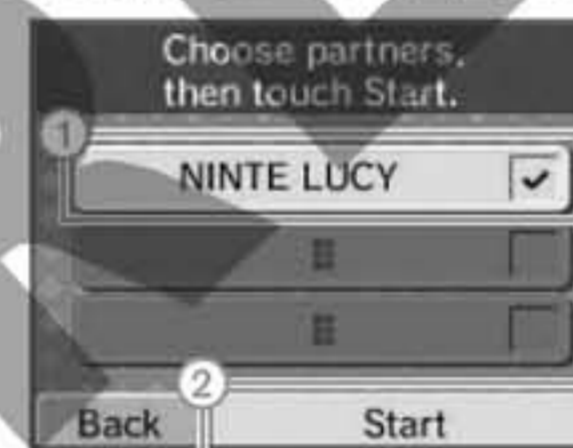 Choose partners,
then touch Start.
1
NINTE LUCY
2
Back
Start